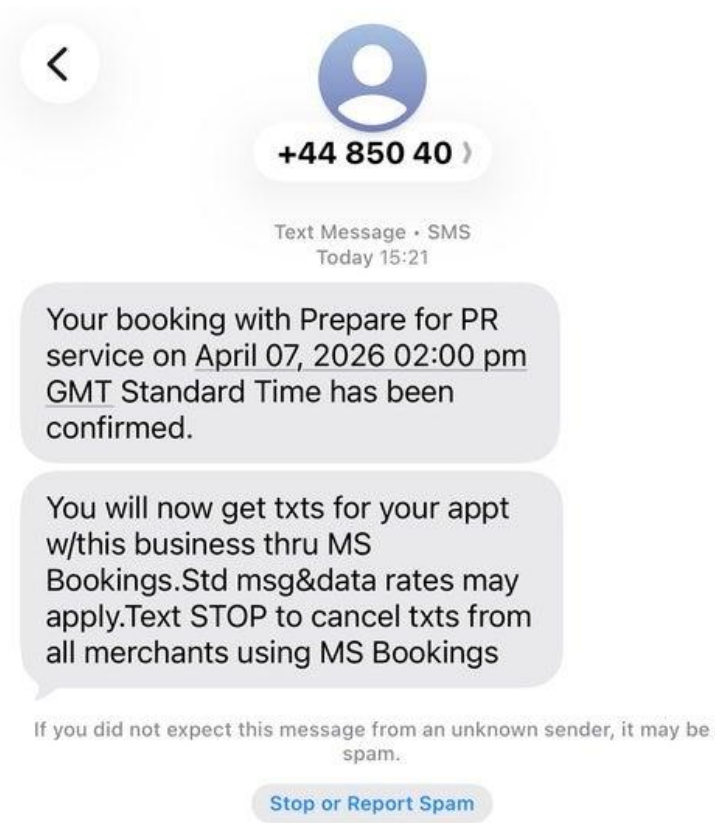 +44 850 40
Text Message • SMS
Today 15:21
Your booking with Prepare for PR
service on April 07, 2026 02:00 pm
GMT Standard Time has been
confirmed.
You will now get txts for your appt
w/this business thru MS
Bookings.Std msg&data rates may
apply.Text STOP to cancel txts from
all merchants using MS Bookings
If you did not expect this message from an unknown sender, it may be
spam.
Stop or Report Spam